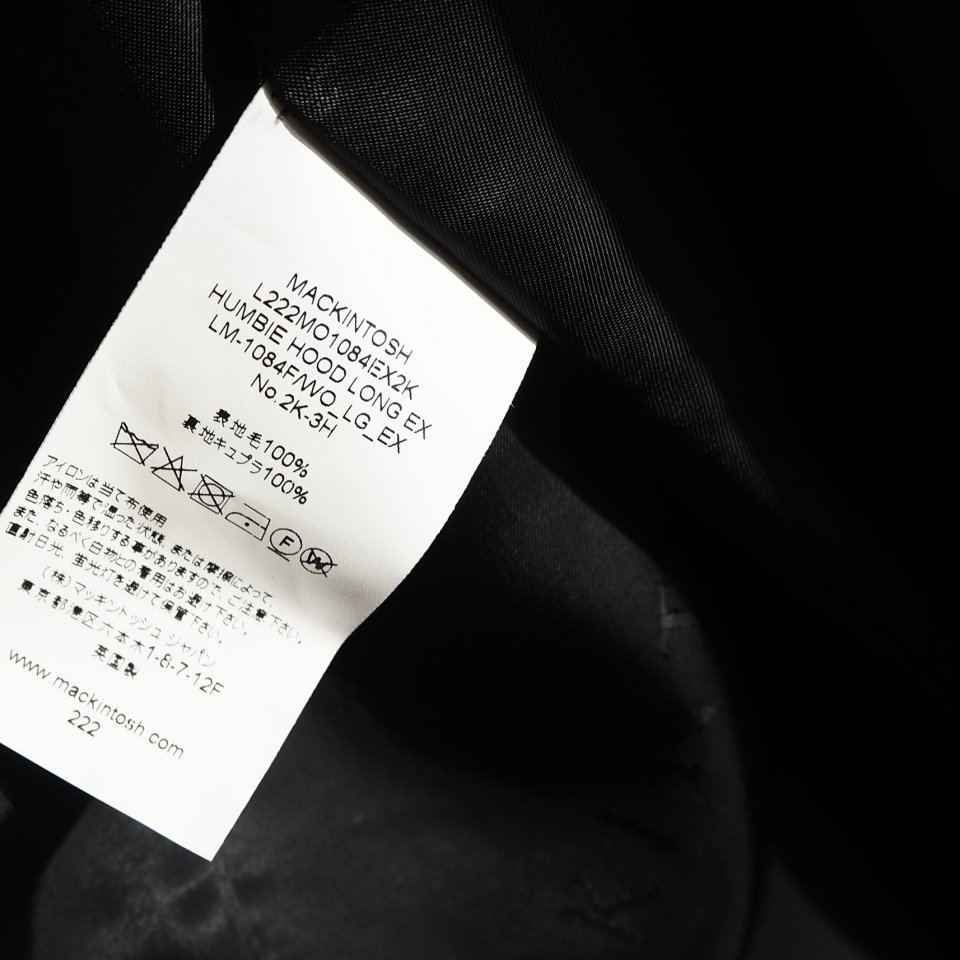 MACKINTOSH
L222MO1084EX2K
HUMBIE HOOD LONG EX
LM-1084F/WO_LG_EX
No.2K-3H
表地毛100%
裏地キュプラ100%
F
W
アイロンは当て布使用
汗や雨等で湿った状態、または摩擦によって、
色落ち・色移りする事がありますので、ご注意下さい。
また、なるべく白物との着用はお避け下さい。
直射日光、蛍光灯を避けて保管下さい。
(株)マッキントッシュ ジャパン
東京都港区六本木1-8-7-12F
英国製
www.mackintosh.com
222